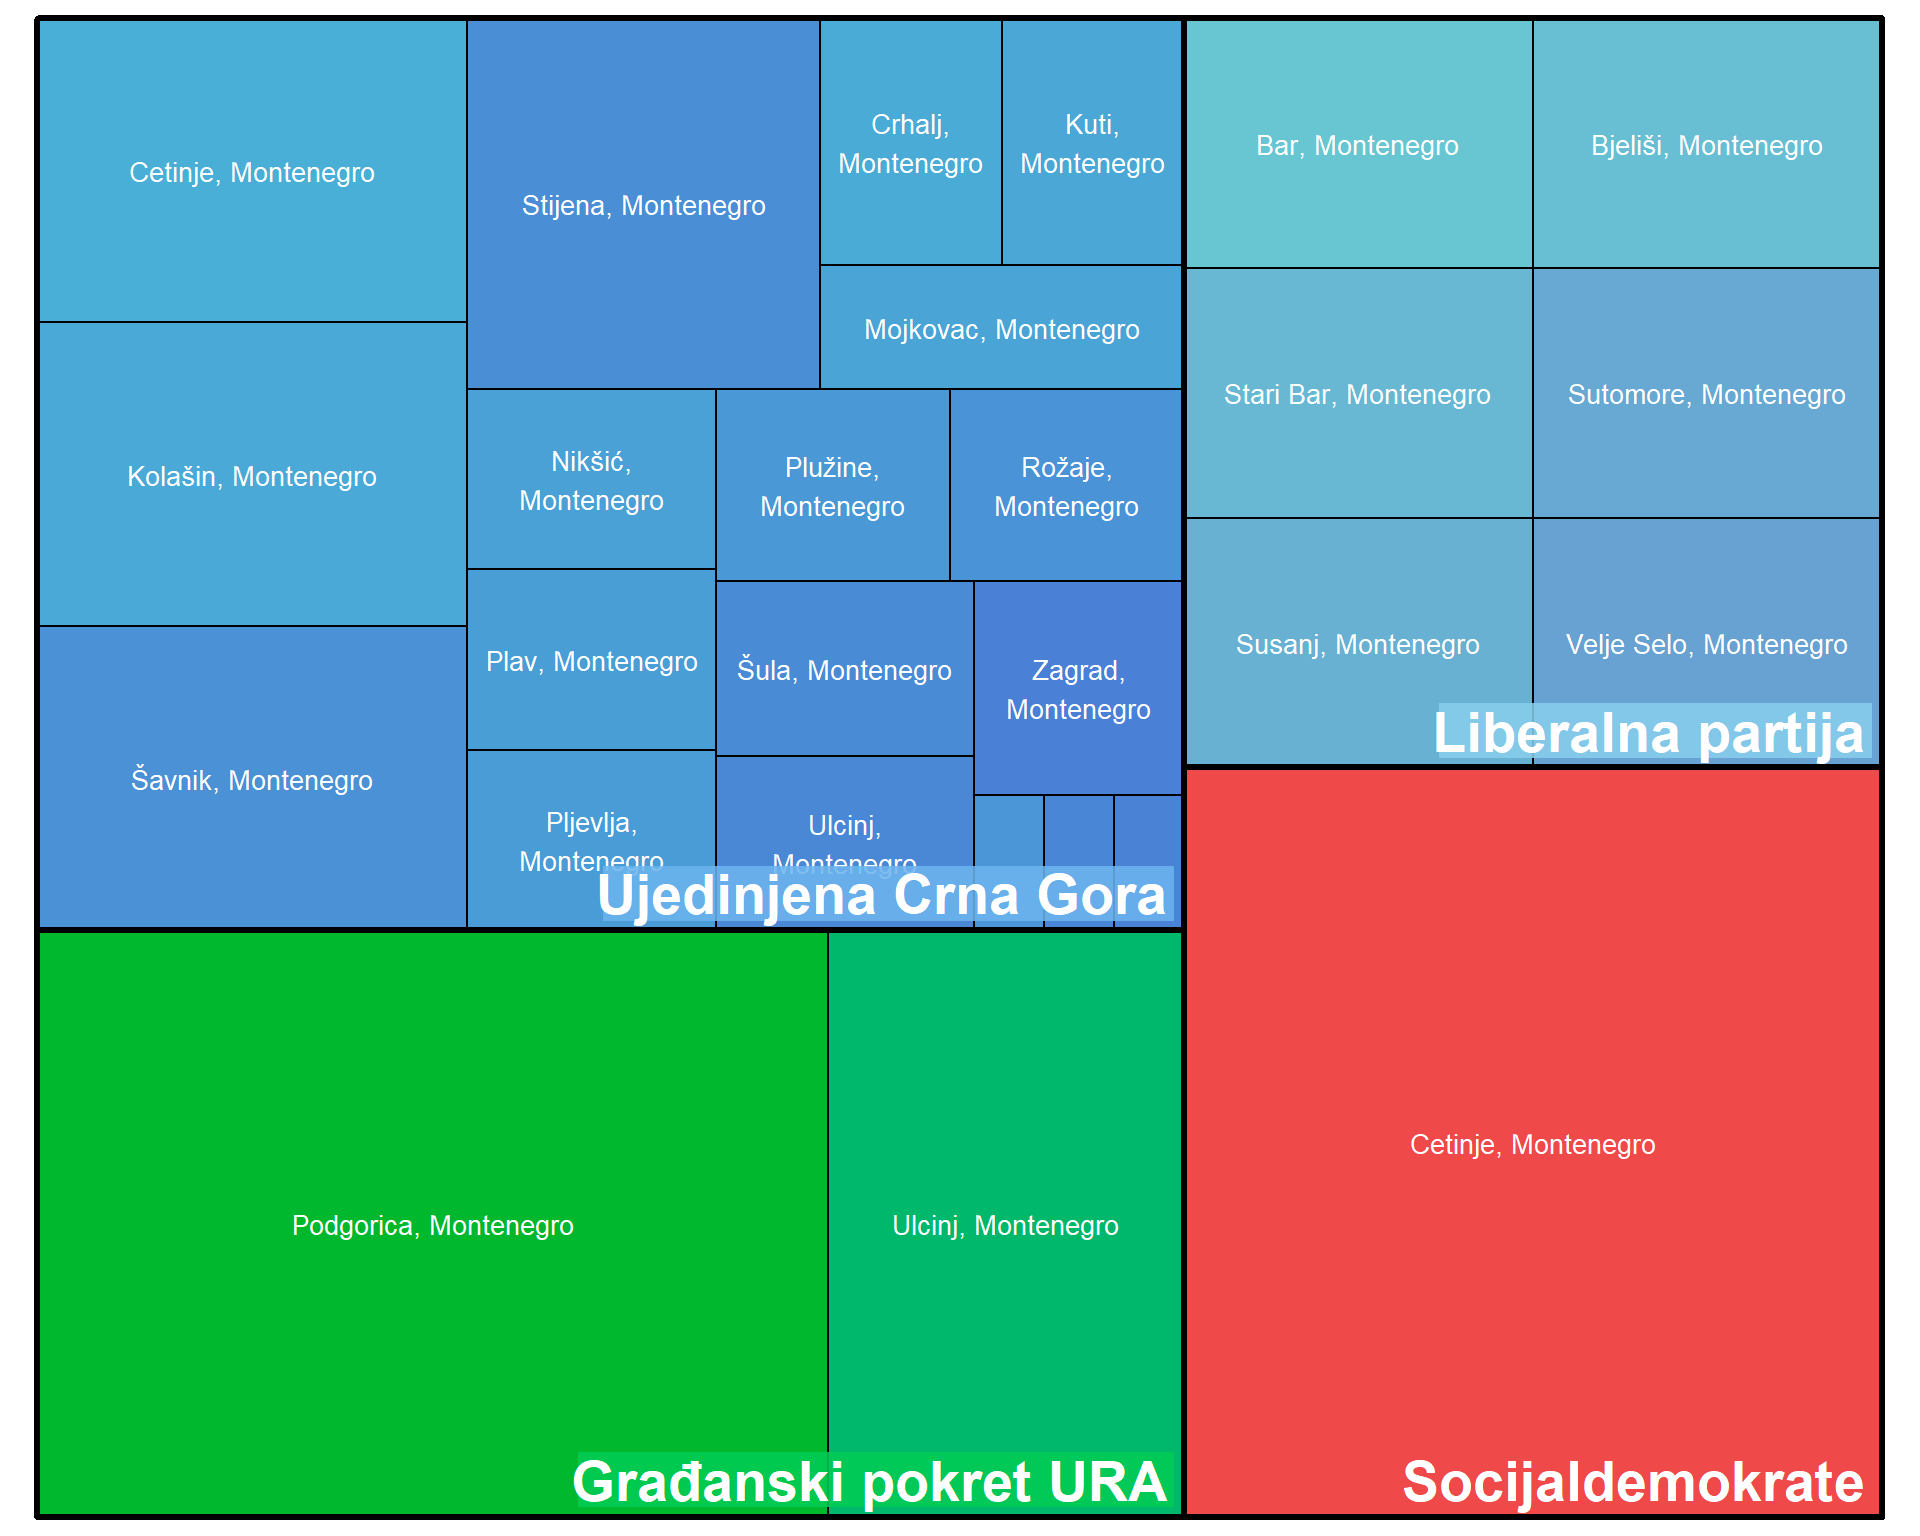 Cetinje, Montenegro
Kolašin, Montenegro
Šavnik, Montenegro
Stijena, Montenegro
Crhalj,
Montenegro
Kuti,
Montenegro
Mojkovac, Montenegro
Nikšić,
Montenegro
Plav, Montenegro
Pljevlja,
Montenegro
Plužine,
Montenegro
Rožaje,
Montenegro
Šula, Montenegro
Ulcinj,
Montenegro
Zagrad,
Montenegro
Ujedinjena Crna Gora
Bar, Montenegro
Bjeliši, Montenegro
Stari Bar, Montenegro
Sutomore, Montenegro
Susanj, Montenegro
Velje Selo, Montenegro
Liberalna partija
Podgorica, Montenegro
Ulcinj, Montenegro
Građanski pokret URA
Cetinje, Montenegro
Socijaldemokrate